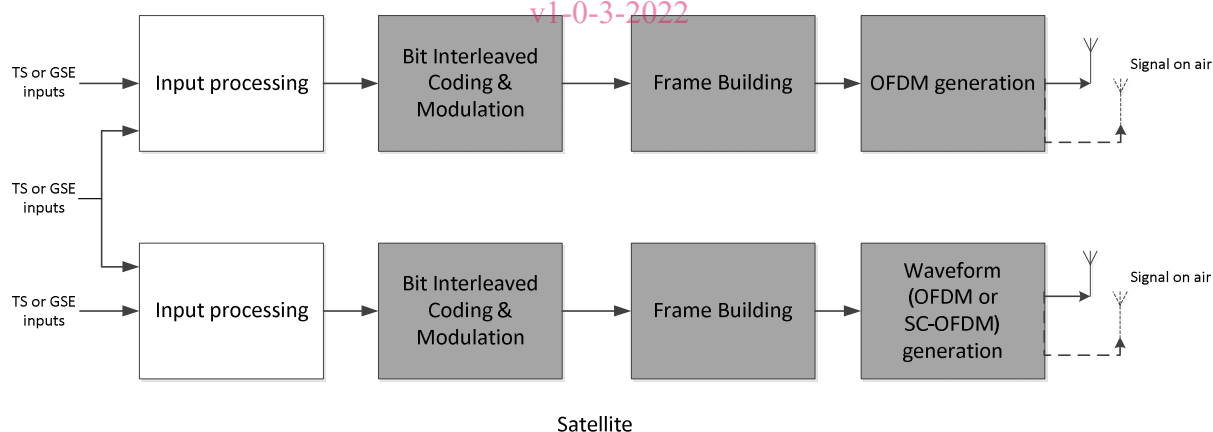 v1-0-3-2022
TS or GSE
inputs
Input processing
Bit Interleaved
Coding &
Modulation
Frame Building
OFDM generation
Signal on air
TS or GSE
inputs
TS or GSE
inputs
Input processing
Bit Interleaved
Coding &
Modulation
Frame Building
Waveform
(OFDM or
SC-OFDM)
generation
Signal on air
Satellite